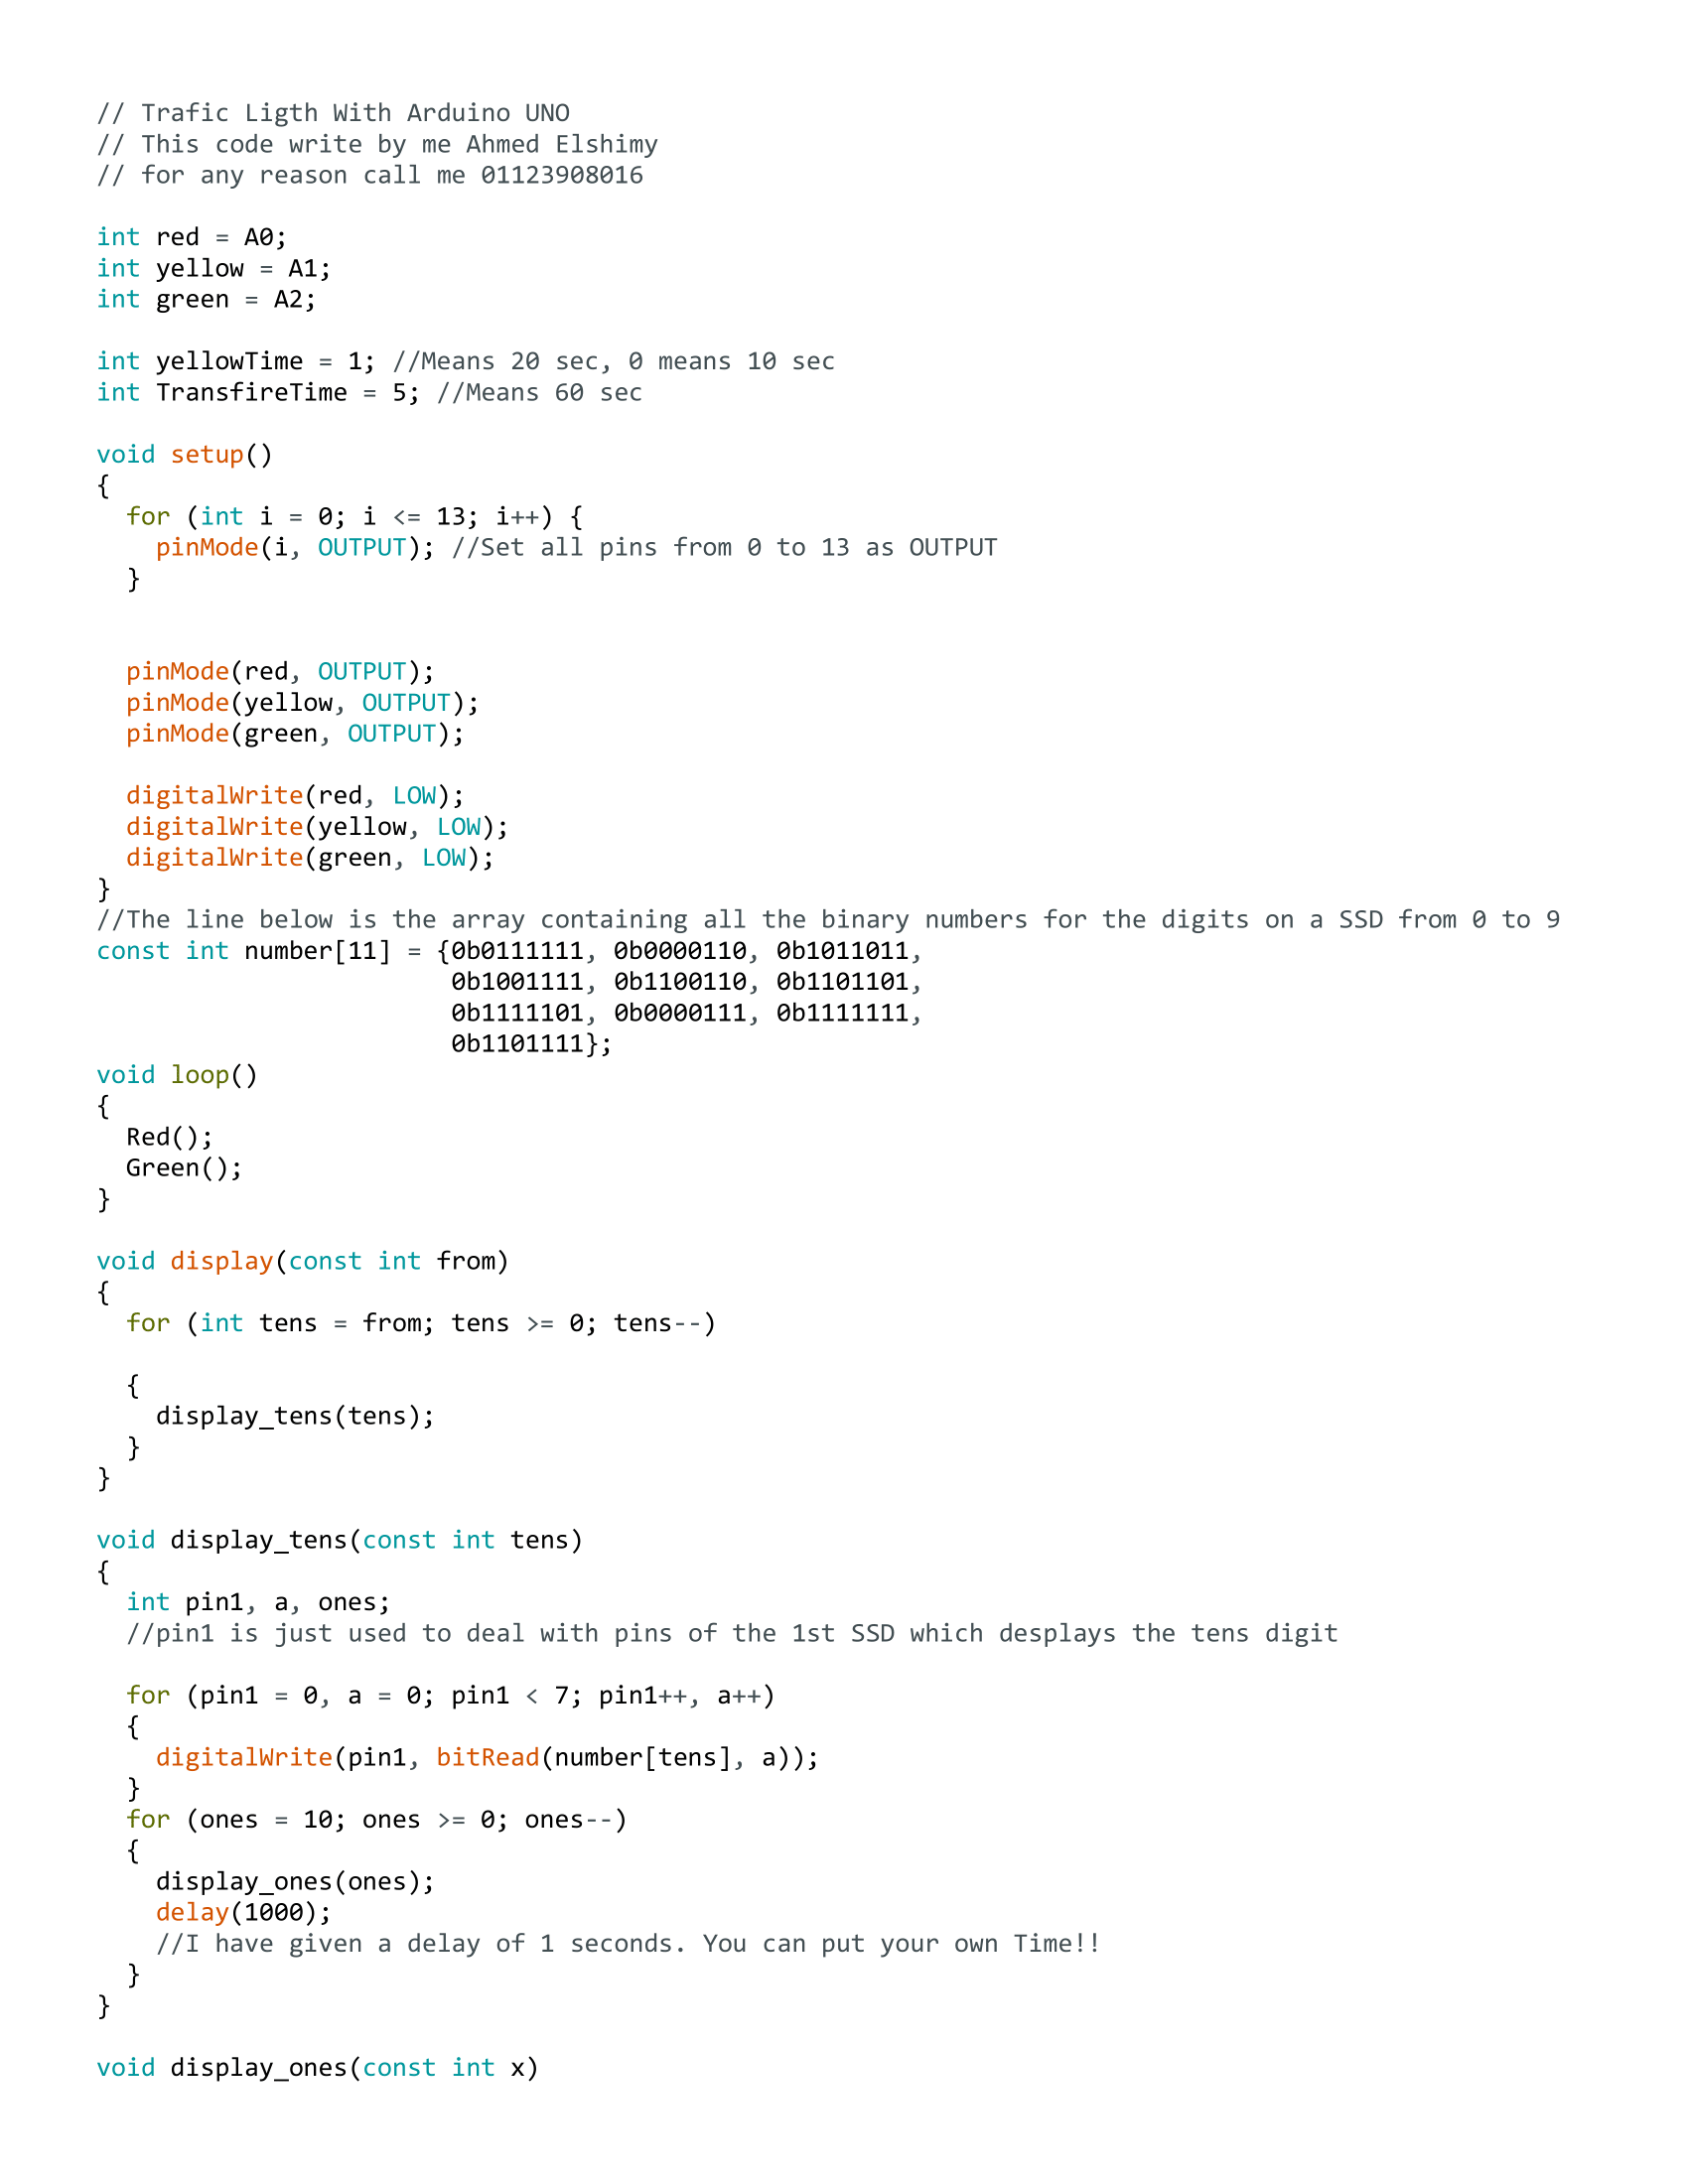 // Trafic Ligth With Arduino UNO
// This code write by me Ahmed Elshimy
// for any reason call me 01123908016

int red = A0;
int yellow = A1;
int green = A2;

int yellowTime = 1; //Means 20 sec, 0 means 10 sec
int TransfireTime = 5; //Means 60 sec

void setup()
{
  for (int i = 0; i <= 13; i++) {
    pinMode(i, OUTPUT); //Set all pins from 0 to 13 as OUTPUT
  }


  pinMode(red, OUTPUT);
  pinMode(yellow, OUTPUT);
  pinMode(green, OUTPUT);

  digitalWrite(red, LOW);
  digitalWrite(yellow, LOW);
  digitalWrite(green, LOW);
}
//The line below is the array containing all the binary numbers for the digits on a SSD from 0 to 9
const int number[11] = {0b0111111, 0b0000110, 0b1011011,
                        0b1001111, 0b1100110, 0b1101101,
                        0b1111101, 0b0000111, 0b1111111,
                        0b1101111};
void loop()
{
  Red();
  Green();
}

void display(const int from)
{
  for (int tens = from; tens >= 0; tens--)

  {
    display_tens(tens);
  }
}

void display_tens(const int tens)
{
  int pin1, a, ones;
  //pin1 is just used to deal with pins of the 1st SSD which desplays the tens digit

  for (pin1 = 0, a = 0; pin1 < 7; pin1++, a++)
  {
    digitalWrite(pin1, bitRead(number[tens], a));
  }
  for (ones = 10; ones >= 0; ones--)
  {
    display_ones(ones);
    delay(1000);
    //I have given a delay of 1 seconds. You can put your own Time!!
  }
}

void display_ones(const int x)